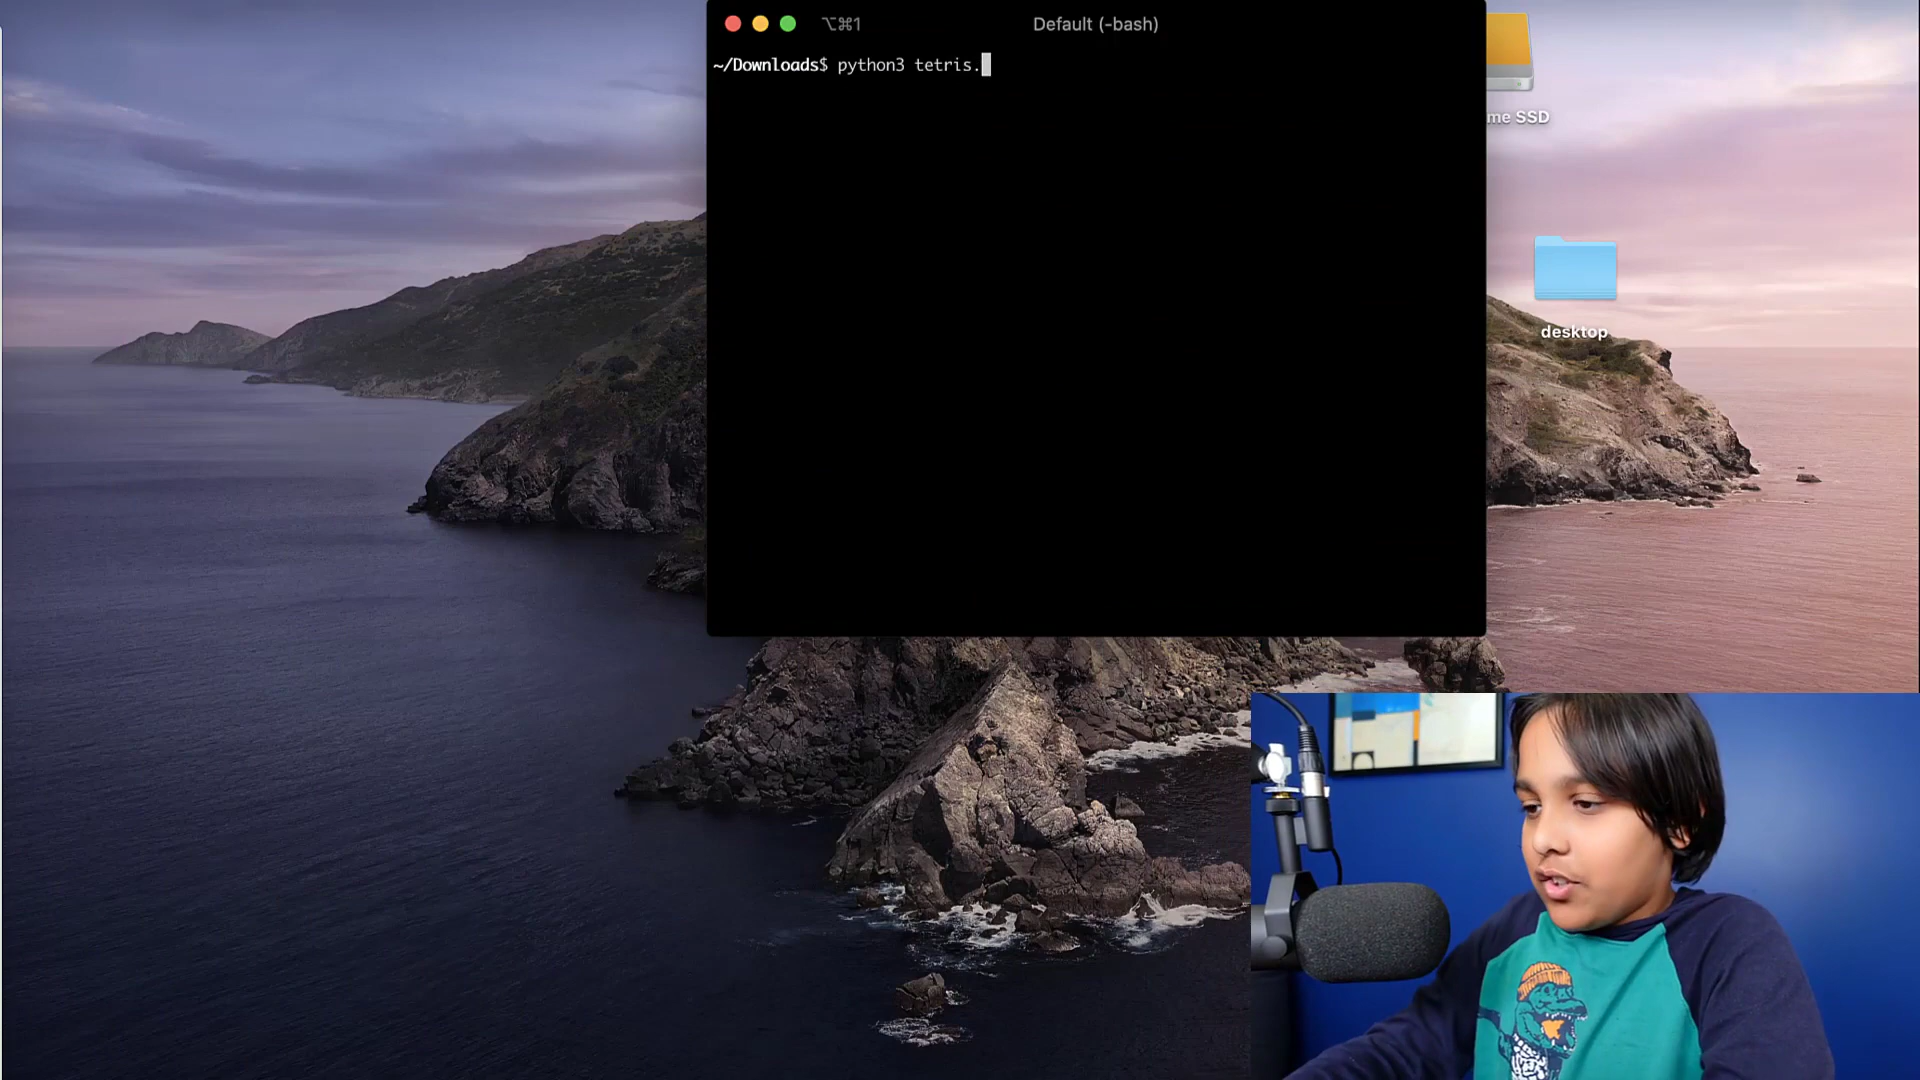 ⌥⌘1
Default (-bash)
~/Downloads$ python3 tetris.
me SSD
desktop